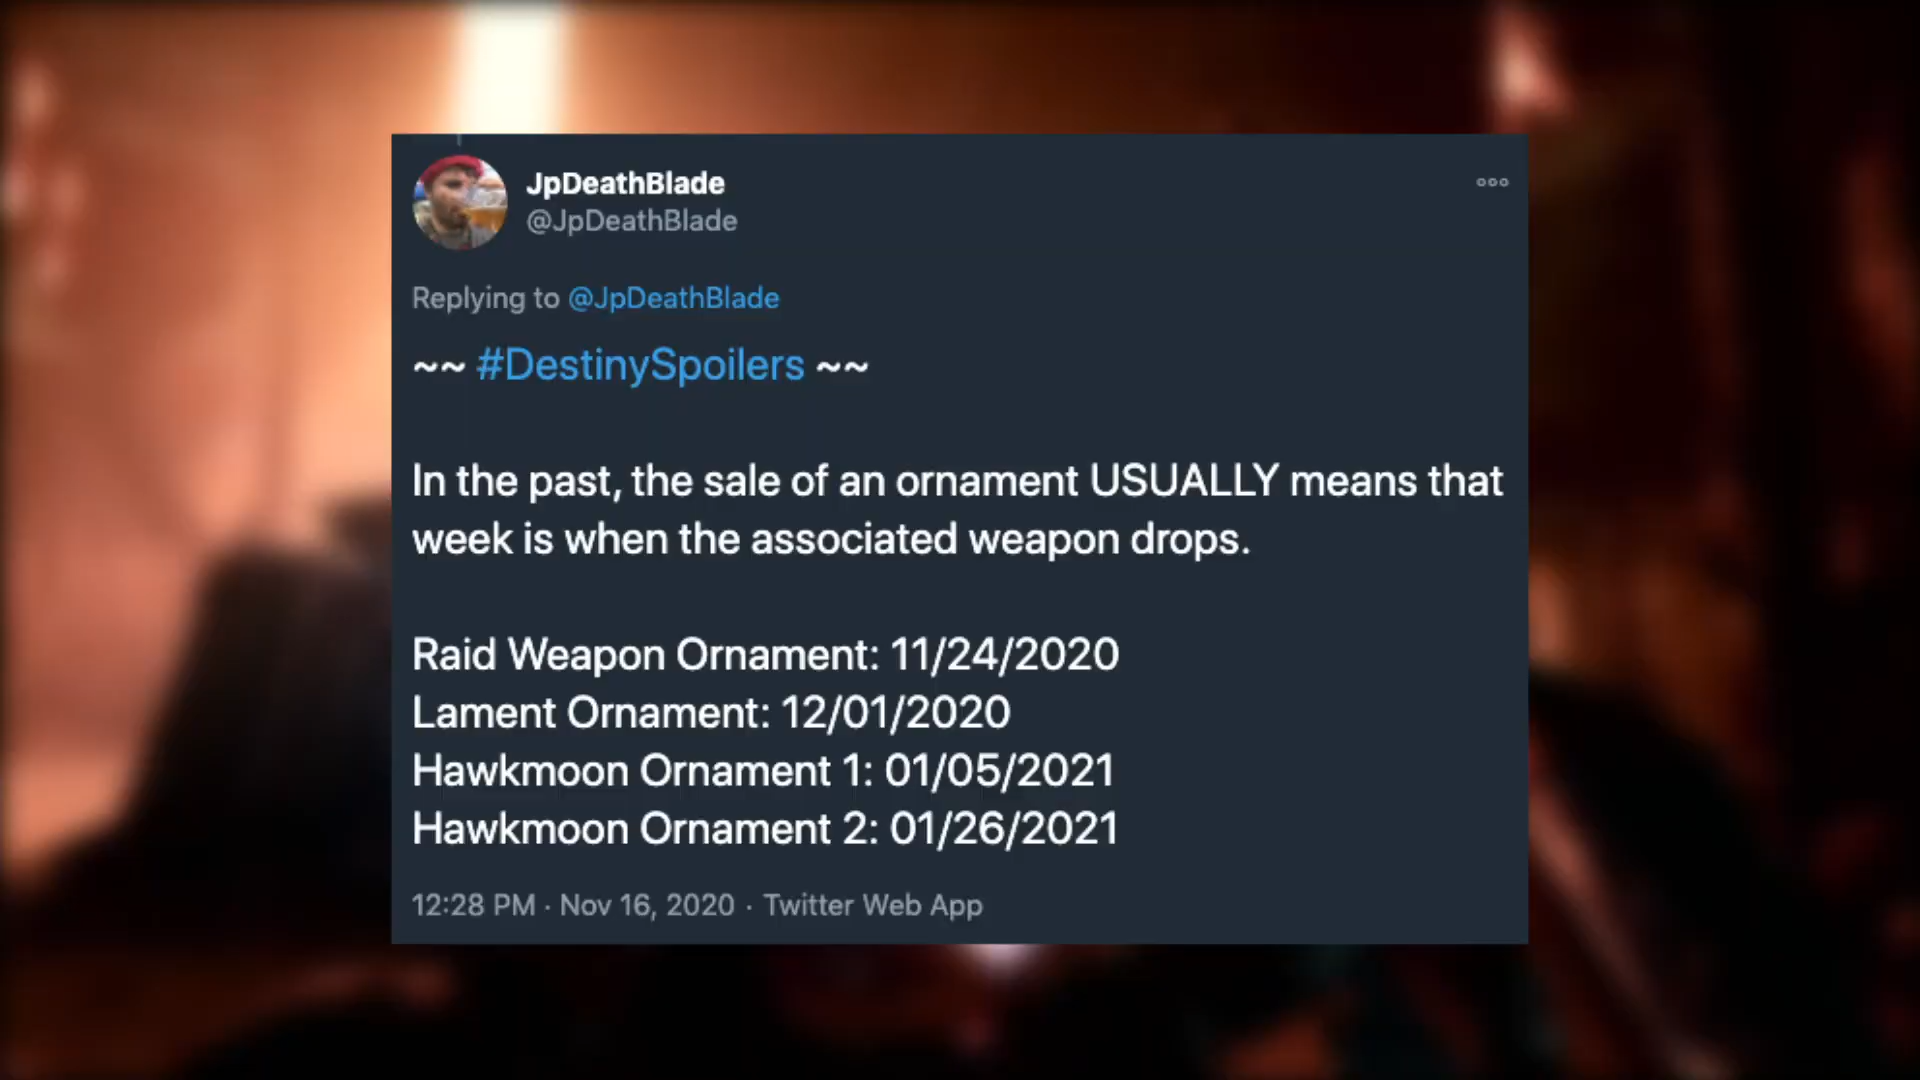 JpDeathBlade
@JpDeathBlade
Replying to @JpDeathBlade
~~ #DestinySpoilers ~~
In the past, the sale of an ornament USUALLY means that
week is when the associated weapon drops.
Raid Weapon Ornament: 11/24/2020
Lament Ornament: 12/01/2020
Hawkmoon Ornament 1: 01/05/2021
Hawkmoon Ornament 2: 01/26/2021
12:28 PM · Nov 16, 2020 · Twitter Web App